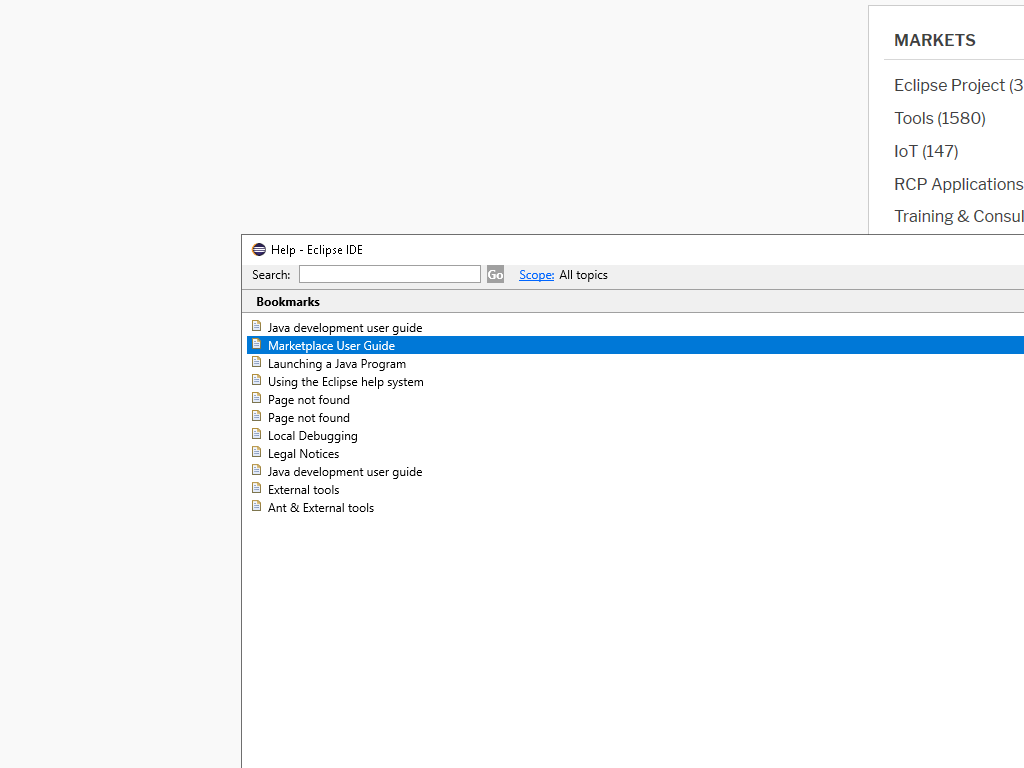 MARKETS
Eclipse Project (3
Tools (1580)
IoT (147)
RCP Applications
Training & Consul
Help - Eclipse IDE
Search: Go Scope: All topics
Bookmarks
Java development user guide
Marketplace User Guide
Launching a Java Program
Using the Eclipse help system
Page not found
Page not found
Local Debugging
Legal Notices
Java development user guide
External tools
Ant & External tools